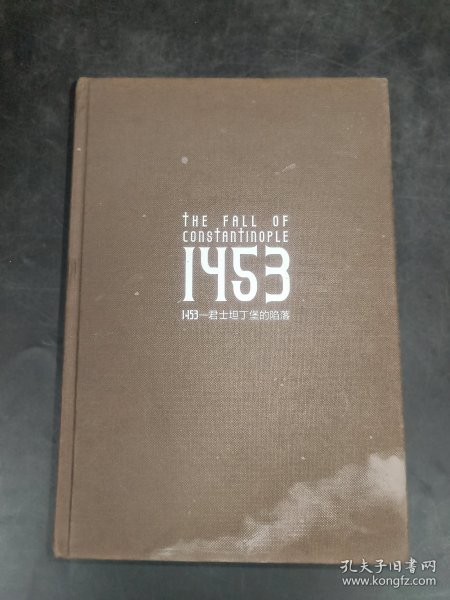 THE FALL OF
CONSTANTINOPLE
1453
1453—君士坦丁堡的陷落
孔夫子旧书网
www.kongfz.com